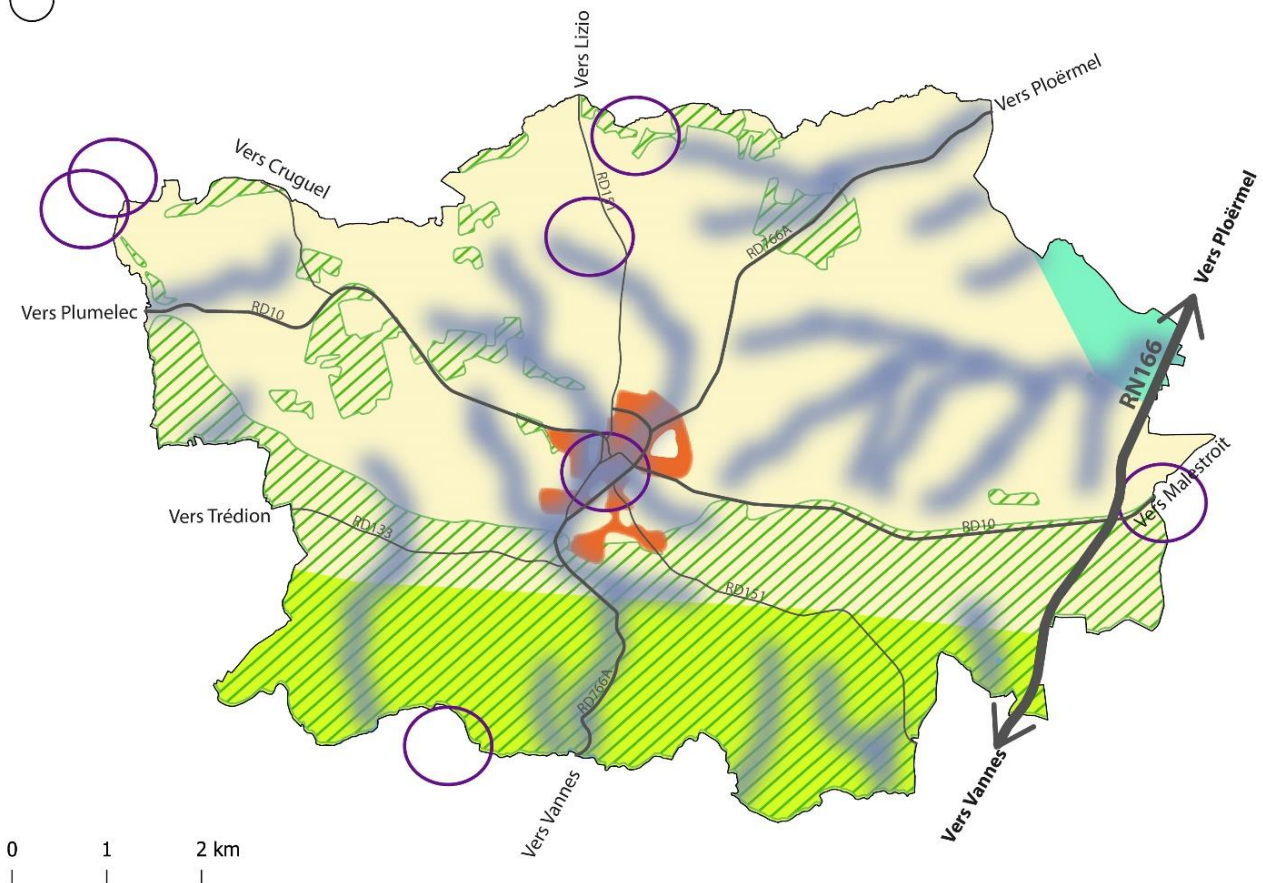 Vers Lizio
Vers Ploërmel
Vers Cruguel
RD151
Vers Ploërmel
RD766A
Vers Plumelec
RD10
RN166
Vers Malestroit
Vers Trédion
RD133
RD10
RD151
RD766A
Vers Vannes
Vers Vannes
0 1 2 km